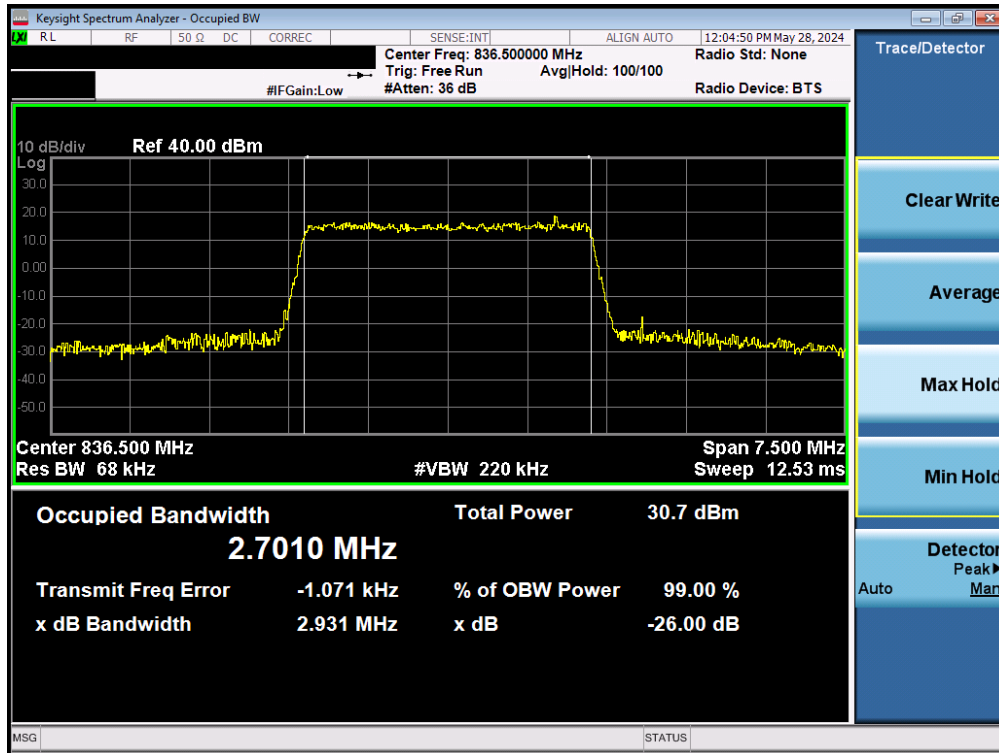 Keysight Spectrum Analyzer - Occupied BW
LXI RL RF 50 Ω DC CORREC SENSE:INT ALIGN AUTO 12:04:50 PM May 28, 2024
Center Freq: 836.500000 MHz Radio Std: None
Trig: Free Run Avg|Hold: 100/100
#IFGain:Low #Atten: 36 dB Radio Device: BTS
10 dB/div Ref 40.00 dBm
Log
30.0
20.0
10.0
0.00
-10.0
-20.0
-30.0
-40.0
-50.0
Center 836.500 MHz Span 7.500 MHz
Res BW 68 kHz #VBW 220 kHz Sweep 12.53 ms
Occupied Bandwidth Total Power 30.7 dBm
2.7010 MHz
Transmit Freq Error -1.071 kHz % of OBW Power 99.00 %
x dB Bandwidth 2.931 MHz x dB -26.00 dB
MSG STATUS
Trace/Detector
Clear Write
Average
Max Hold
Min Hold
Detector
Peak
Auto Man